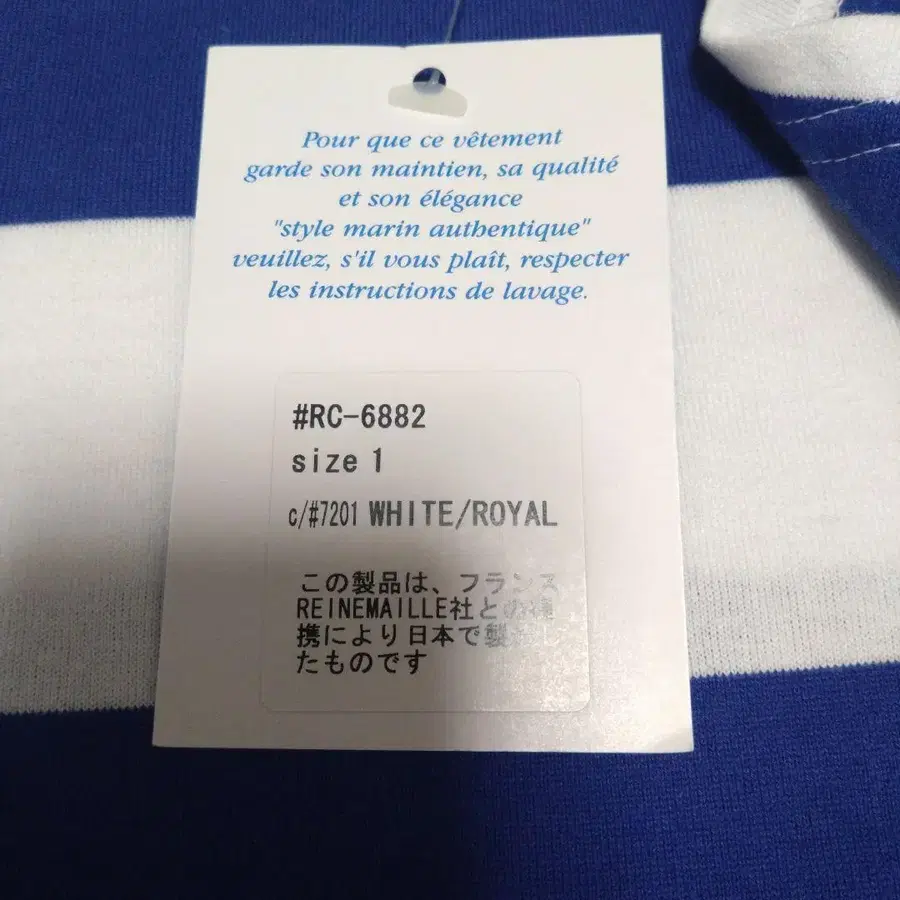 Pour que ce vêtement
garde son maintien, sa qualité
et son élégance
"style marin authentique"
veuillez, s'il vous plaît, respecter
les instructions de lavage.
#RC-6882
size 1
c/#7201 WHITE/ROYAL
この製品は、フランス
REINEMAILLE社との提
携により日本で製造し
たものです